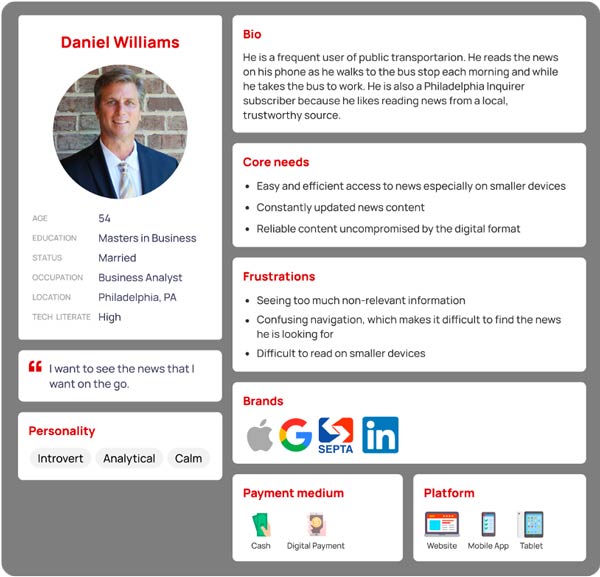 Daniel Williams
AGE 54
EDUCATION Masters in Business
STATUS Married
OCCUPATION Business Analyst
LOCATION Philadelphia, PA
TECH LITERATE High
“ I want to see the news that I
want on the go.
Personality
Introvert Analytical Calm
Bio
He is a frequent user of public transportarion. He reads the news
on his phone as he walks to the bus stop each morning and while
he takes the bus to work. He is also a Philadelphia Inquirer
subscriber because he likes reading news from a local,
trustworthy source.
Core needs
• Easy and efficient access to news especially on smaller devices
• Constantly updated news content
• Reliable content uncompromised by the digital format
Frustrations
• Seeing too much non-relevant information
• Confusing navigation, which makes it difficult to find the news
he is looking for
• Difficult to read on smaller devices
Brands
G SEPTA in
Payment medium
Cash Digital Payment
Platform
Website Mobile App Tablet